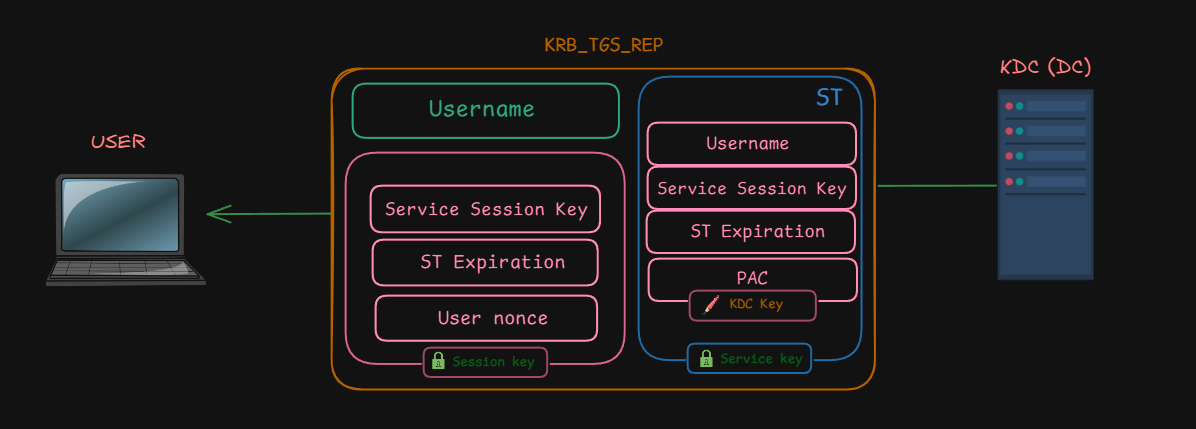 KRB_TGS_REP
KDC (DC)
USER
Username
Service Session Key
ST Expiration
User nonce
Session key
ST
Username
Service Session Key
ST Expiration
PAC
KDC Key
Service key